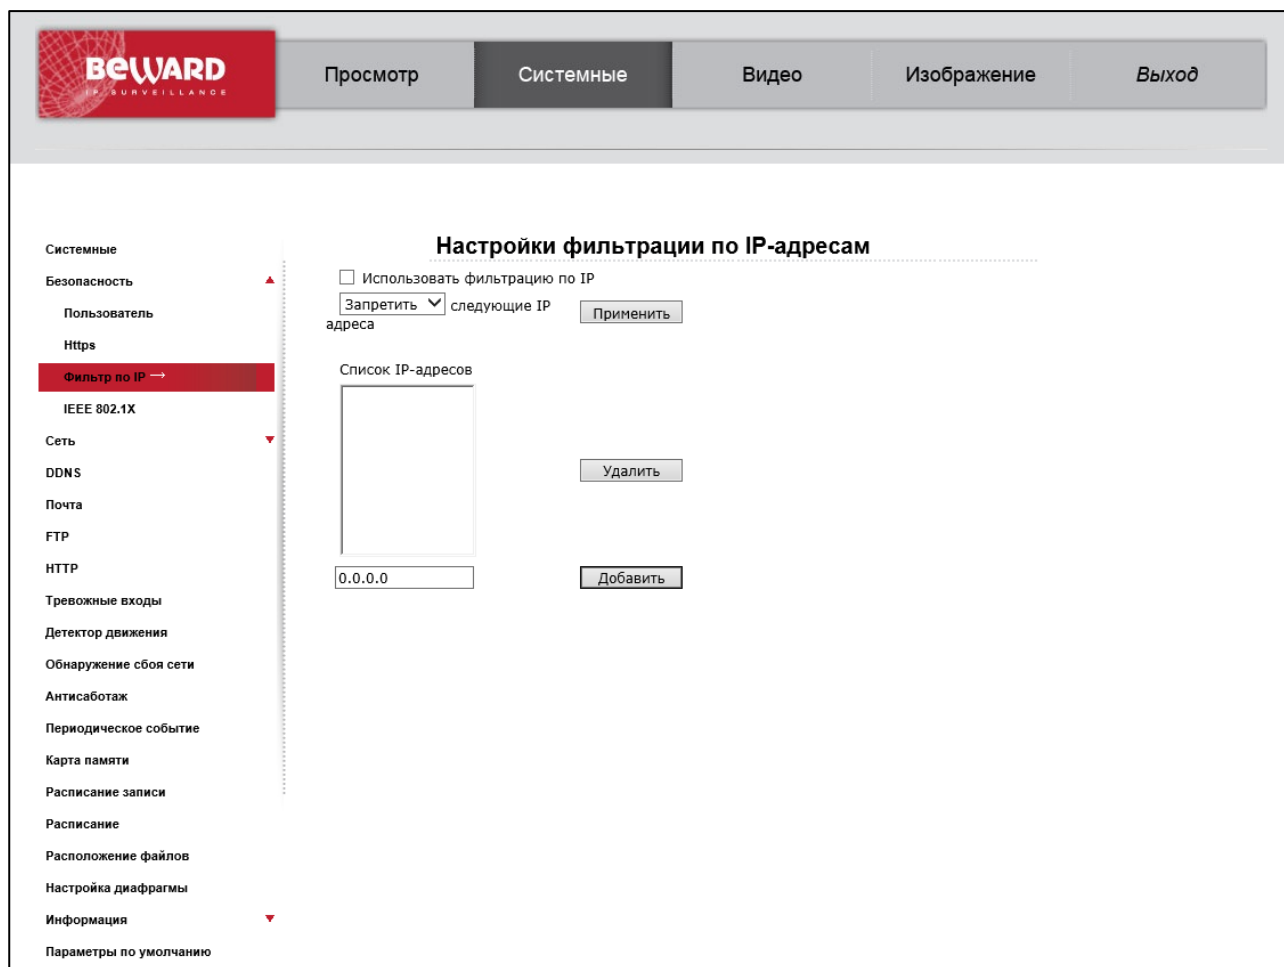 BEWARD
IP SURVEILLANCE
Просмотр
Системные
Видео
Изображение
Выход
Системные
Безопасность
Пользователь
Https
Фильтр по IP →
IEEE 802.1X
Сеть
DDNS
Почта
FTP
HTTP
Тревожные входы
Детектор движения
Обнаружение сбоя сети
Антисаботаж
Периодическое событие
Карта памяти
Расписание записи
Расписание
Расположение файлов
Настройка диафрагмы
Информация
Параметры по умолчанию
Настройки фильтрации по IP-адресам
Использовать фильтрацию по IP
Запретить следующие IP
адреса
Применить
Список IP-адресов
Удалить
0.0.0.0
Добавить